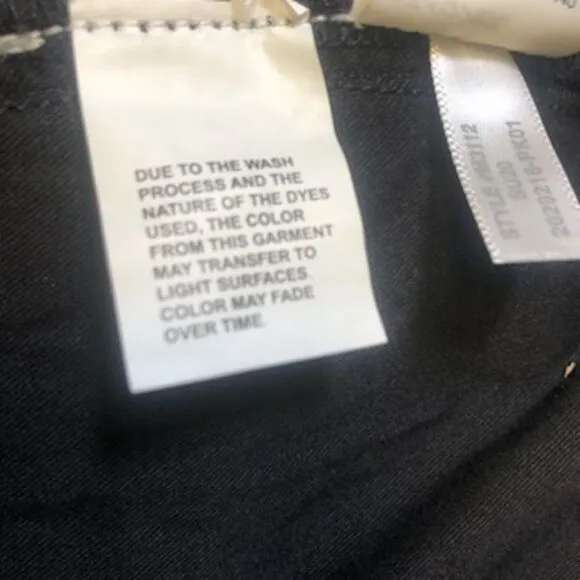 DUE TO THE WASH
PROCESS AND THE
NATURE OF THE DYES
USED, THE COLOR
FROM THIS GARMENT
MAY TRANSFER TO
LIGHT SURFACES.
COLOR MAY FADE
OVER TIME.
STYLE